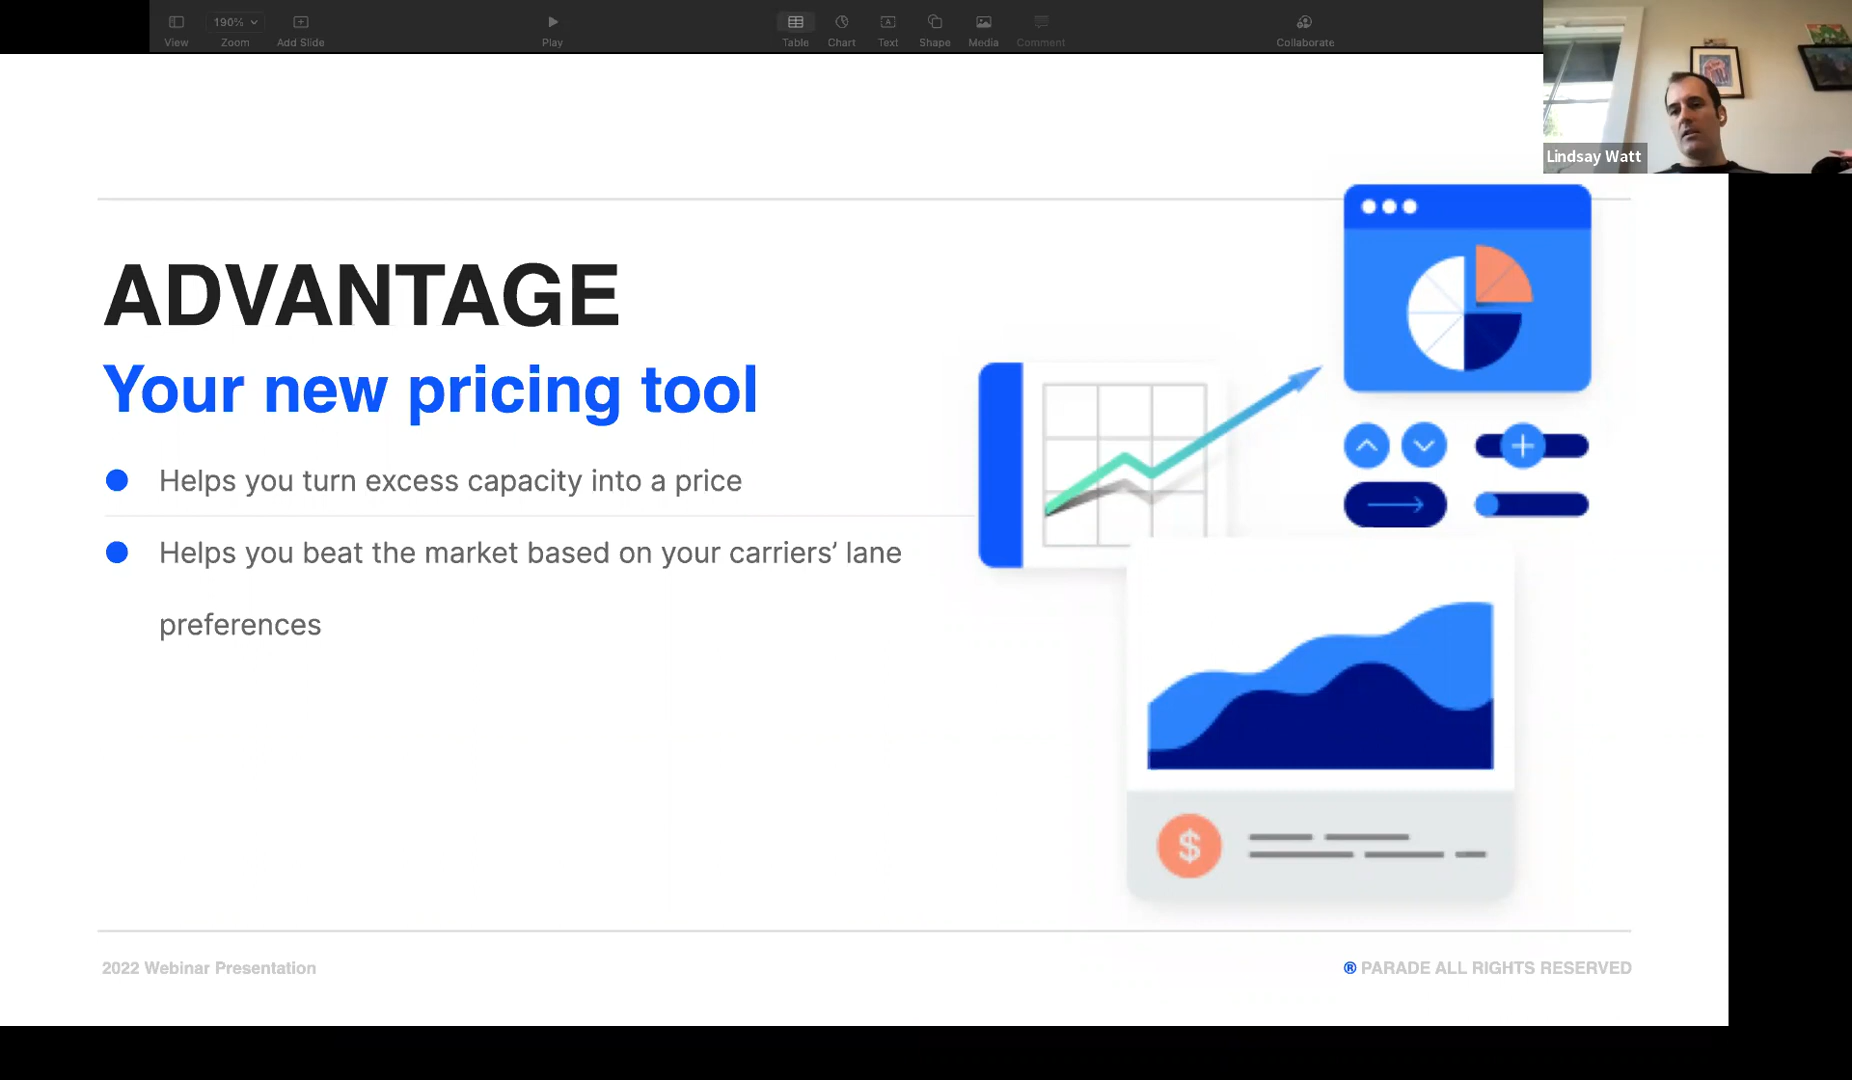 190%
View
Zoom
Add Slide
Play
Table
Chart
Text
Shape
Media
Comment
Collaborate
Lindsay Watt
ADVANTAGE
Your new pricing tool
Helps you turn excess capacity into a price
Helps you beat the market based on your carriers’ lane
preferences
$
2022 Webinar Presentation
® PARADE ALL RIGHTS RESERVED